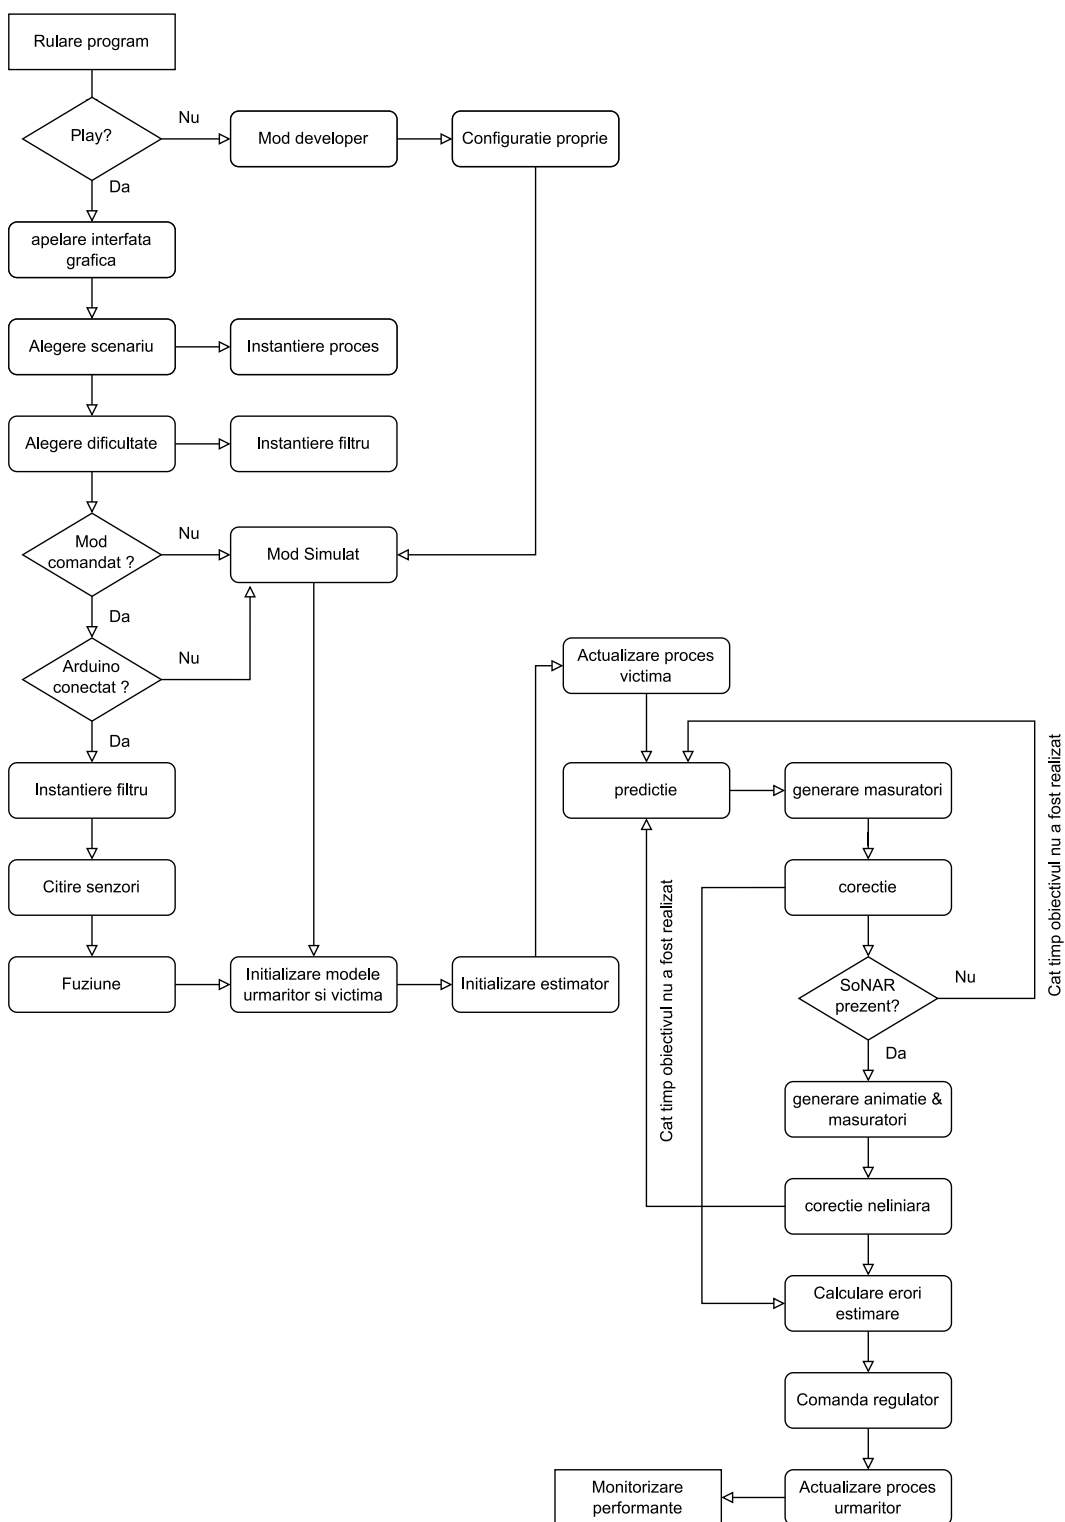 Rulare program
Play?
Nu
Mod developer
Configuratie proprie
Da
apelare interfata
grafica
Alegere scenariu
Instantiere proces
Alegere dificultate
Instantiere filtru
Mod
comandat ?
Nu
Mod Simulat
Da
Arduino
conectat ?
Nu
Da
Instantiere filtru
Citire senzori
Fuziune
Initializare modele
urmaritor si victima
Initializare estimator
Actualizare proces
victima
predictie
generare masuratori
Cat timp obiectivul nu a fost realizat
corectie
Cat timp obiectivul nu a fost realizat
SoNAR
prezent?
Nu
Da
generare animatie &
masuratori
corectie neliniara
Calculare erori
estimare
Comanda regulator
Actualizare proces
urmaritor
Monitorizare
performante